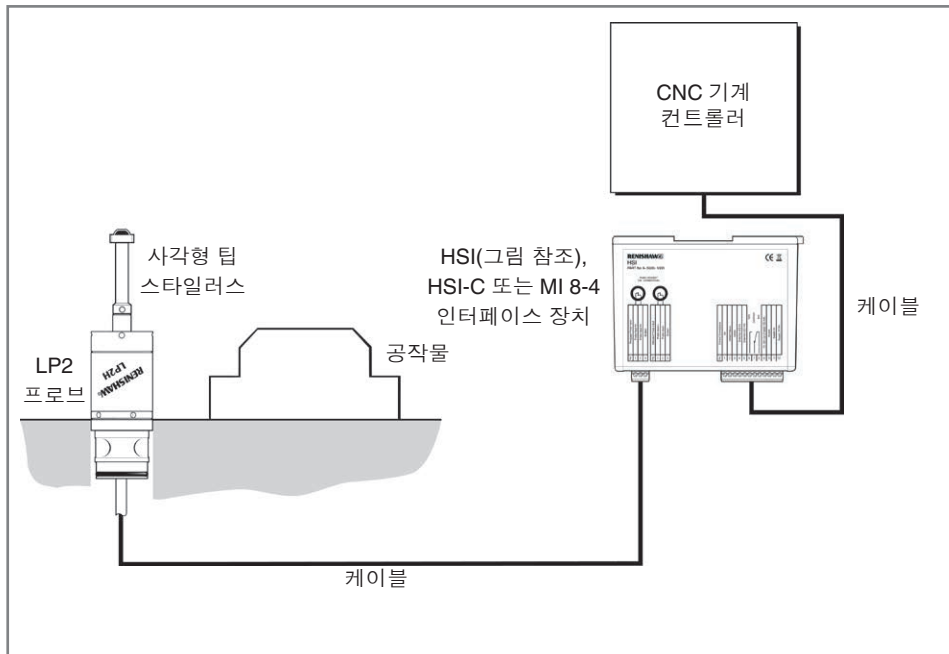 CNC 기계
컨트롤러
사각형 팁
스타일러스
HSI(그림 참조),
HSI-C 또는 MI 8-4
인터페이스 장치
RENISHAW
HSI
케이블
LP2
프로브
RENISHAW
LP2H
공작물
케이블